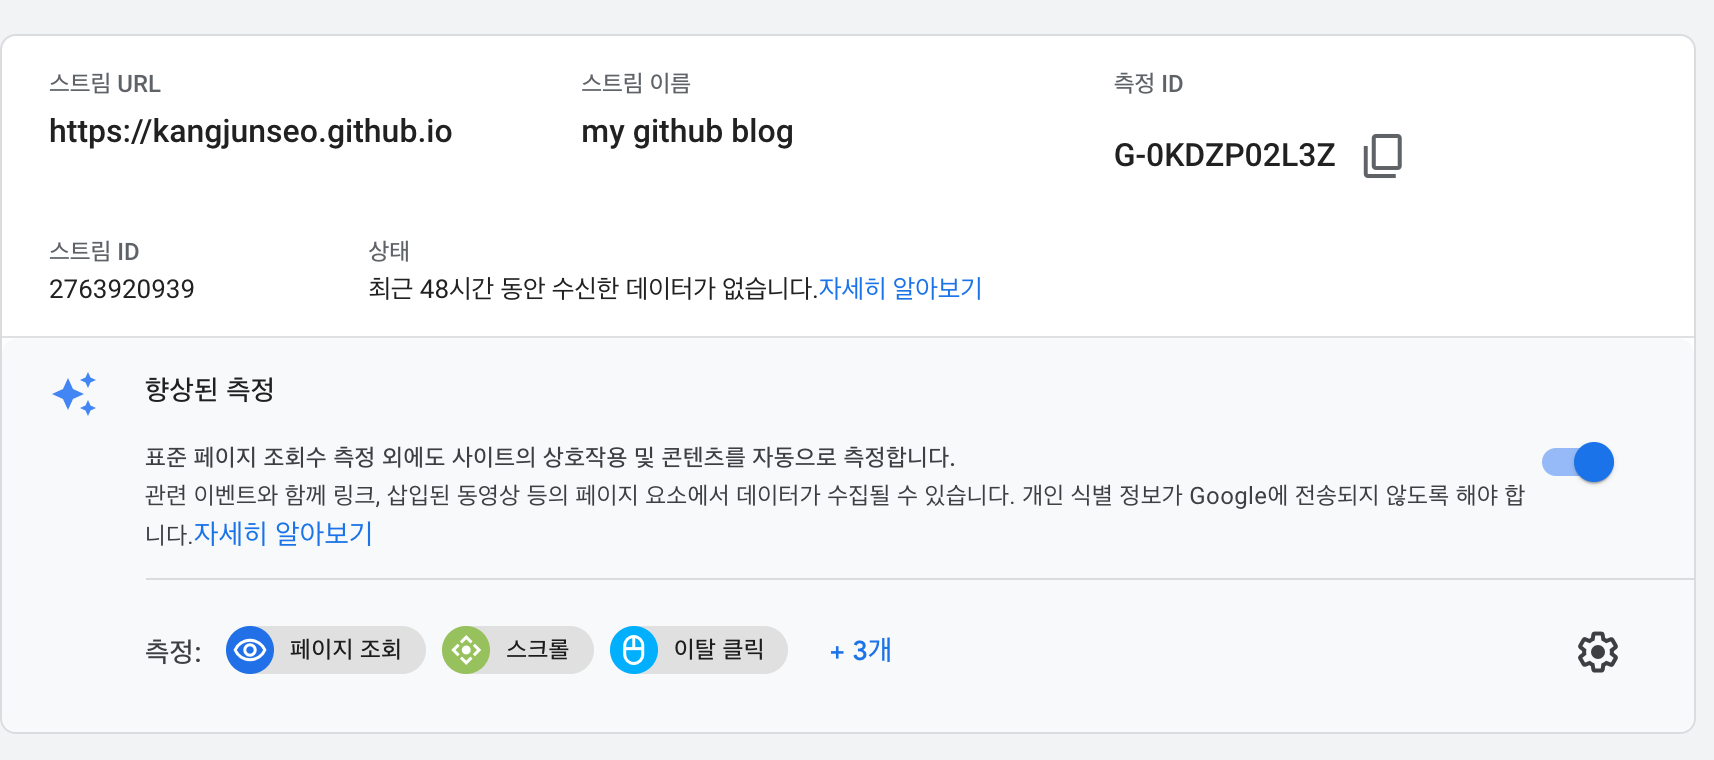 스트림 URL
스트림 이름
측정 ID
https://kangjunseo.github.io
my github blog
G-0KDZP02L3Z
스트림 ID
상태
2763920939
최근 48시간 동안 수신한 데이터가 없습니다.자세히 알아보기
향상된 측정
표준 페이지 조회수 측정 외에도 사이트의 상호작용 및 콘텐츠를 자동으로 측정합니다.
관련 이벤트와 함께 링크, 삽입된 동영상 등의 페이지 요소에서 데이터가 수집될 수 있습니다. 개인 식별 정보가 Google에 전송되지 않도록 해야 합
니다.자세히 알아보기
측정: 페이지 조회 스크롤 이탈 클릭 + 3개